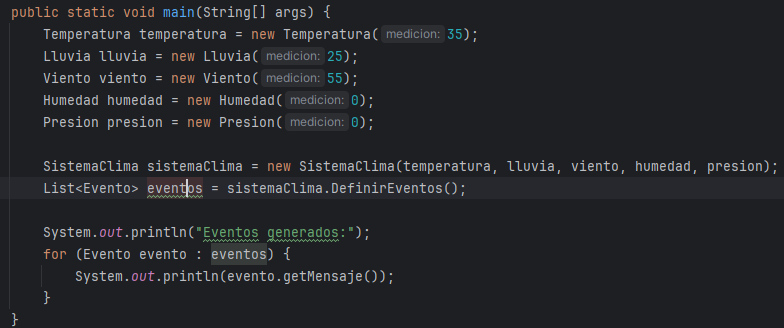 public static void main(String[] args) {
Temperatura temperatura = new Temperatura( medicion: 35);
Lluvia lluvia = new Lluvia( medicion: 25);
Viento viento = new Viento( medicion: 55);
Humedad humedad = new Humedad( medicion: 0);
Presion presion = new Presion( medicion: 0);
SistemaClima sistemaClima = new SistemaClima(temperatura, lluvia, viento, humedad, presion);
List<Evento> eventos = sistemaClima.DefinirEventos();
System.out.println("Eventos generados:");
for (Evento evento : eventos) {
System.out.println(evento.getMensaje());
}
}